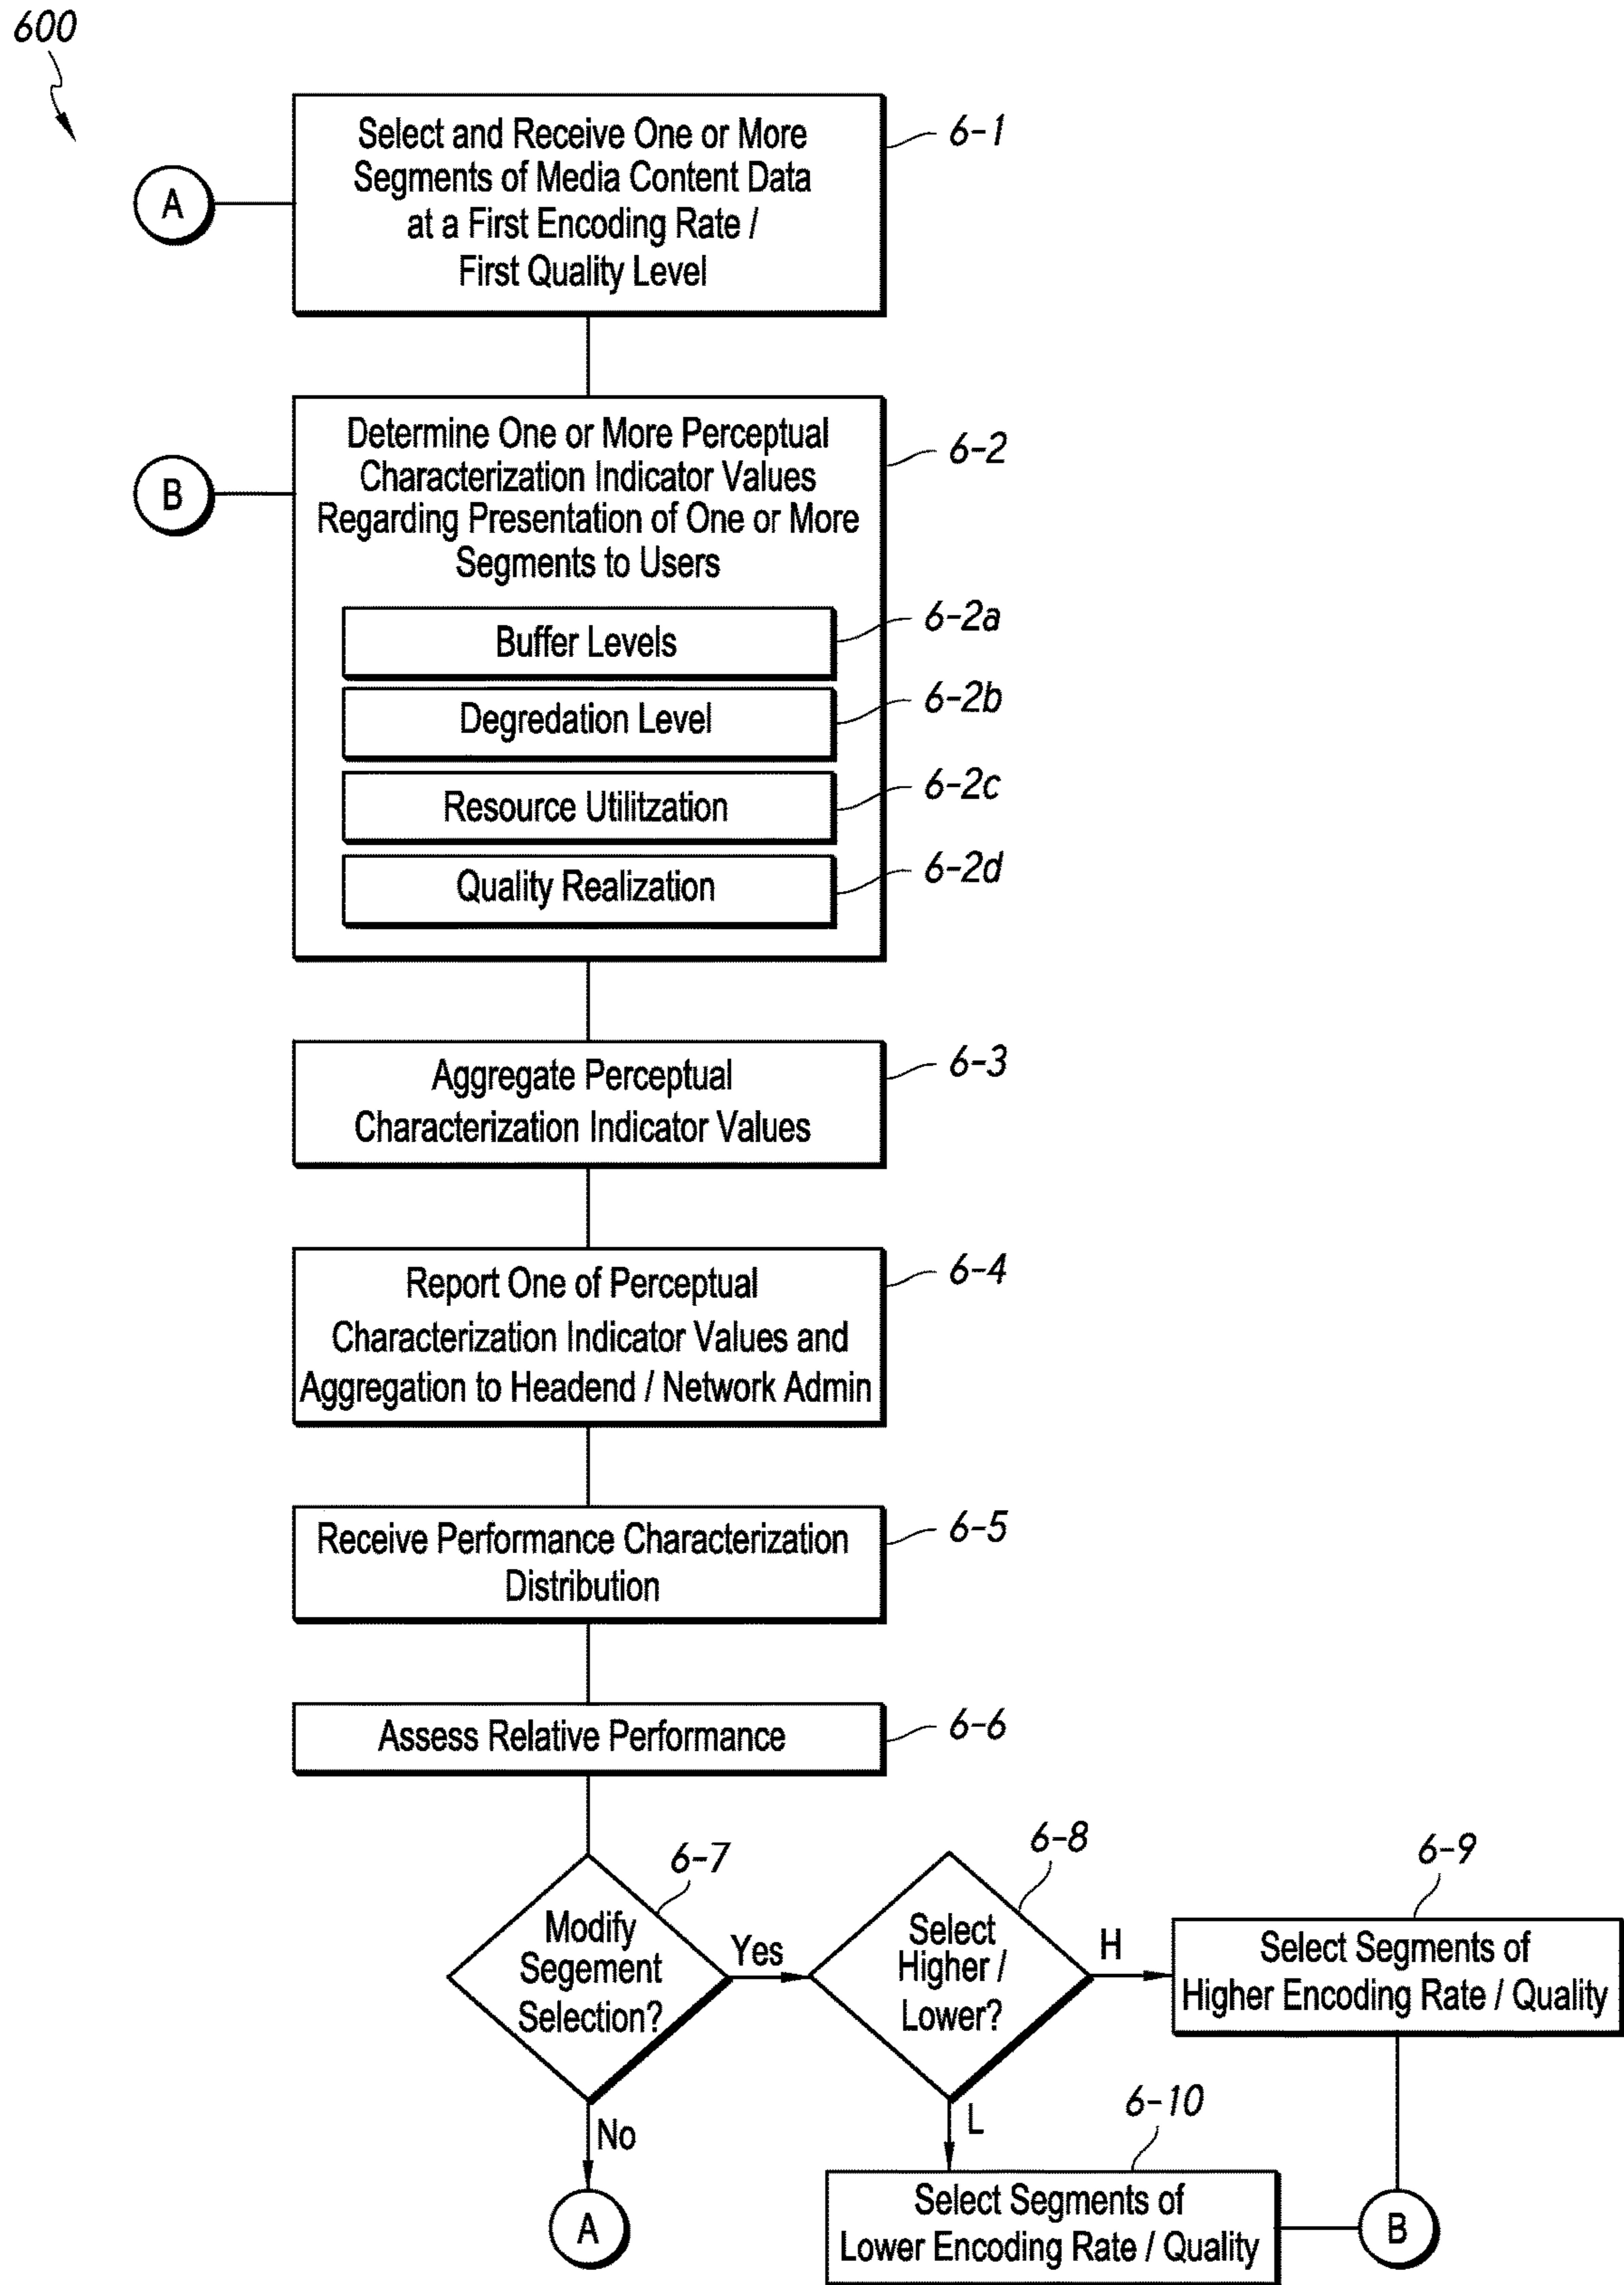 600
A
Select and Receive One or More
Segments of Media Content Data
at a First Encoding Rate /
First Quality Level
6-1
B
Determine One or More Perceptual
Characterization Indicator Values
Regarding Presentation of One or More
Segments to Users
6-2
Buffer Levels
6-2a
Degredation Level
6-2b
Resource Utilitzation
6-2c
Quality Realization
6-2d
Aggregate Perceptual
Characterization Indicator Values
6-3
Report One of Perceptual
Characterization Indicator Values and
Aggregation to Headend / Network Admin
6-4
Receive Performance Characterization
Distribution
6-5
Assess Relative Performance
6-6
Modify
Segement
Selection?
6-7
Yes
No
A
Select
Higher /
Lower?
6-8
H
L
Select Segments of
Higher Encoding Rate / Quality
6-9
Select Segments of
Lower Encoding Rate / Quality
6-10
B